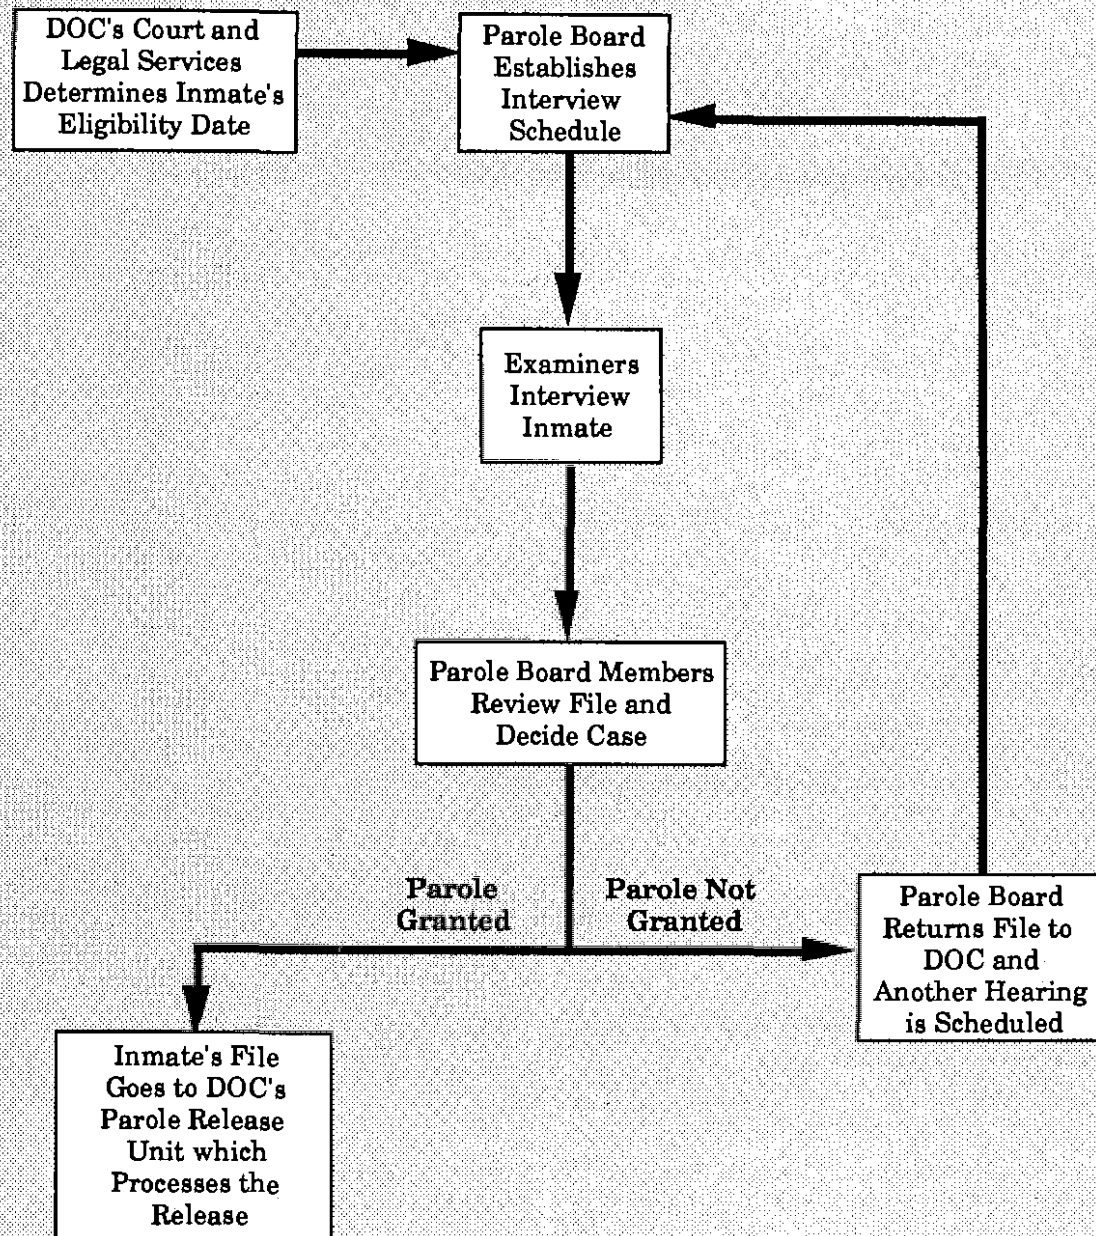 DOC's Court and
Legal Services
Determines Inmate's
Eligibility Date
Parole Board
Establishes
Interview
Schedule
Examiners
Interview
Inmate
Parole Board Members
Review File and
Decide Case
Parole
Granted
Parole Not
Granted
Parole Board
Returns File to
DOC and
Another Hearing
is Scheduled
Inmate's File
Goes to DOC's
Parole Release
Unit which
Processes the
Release